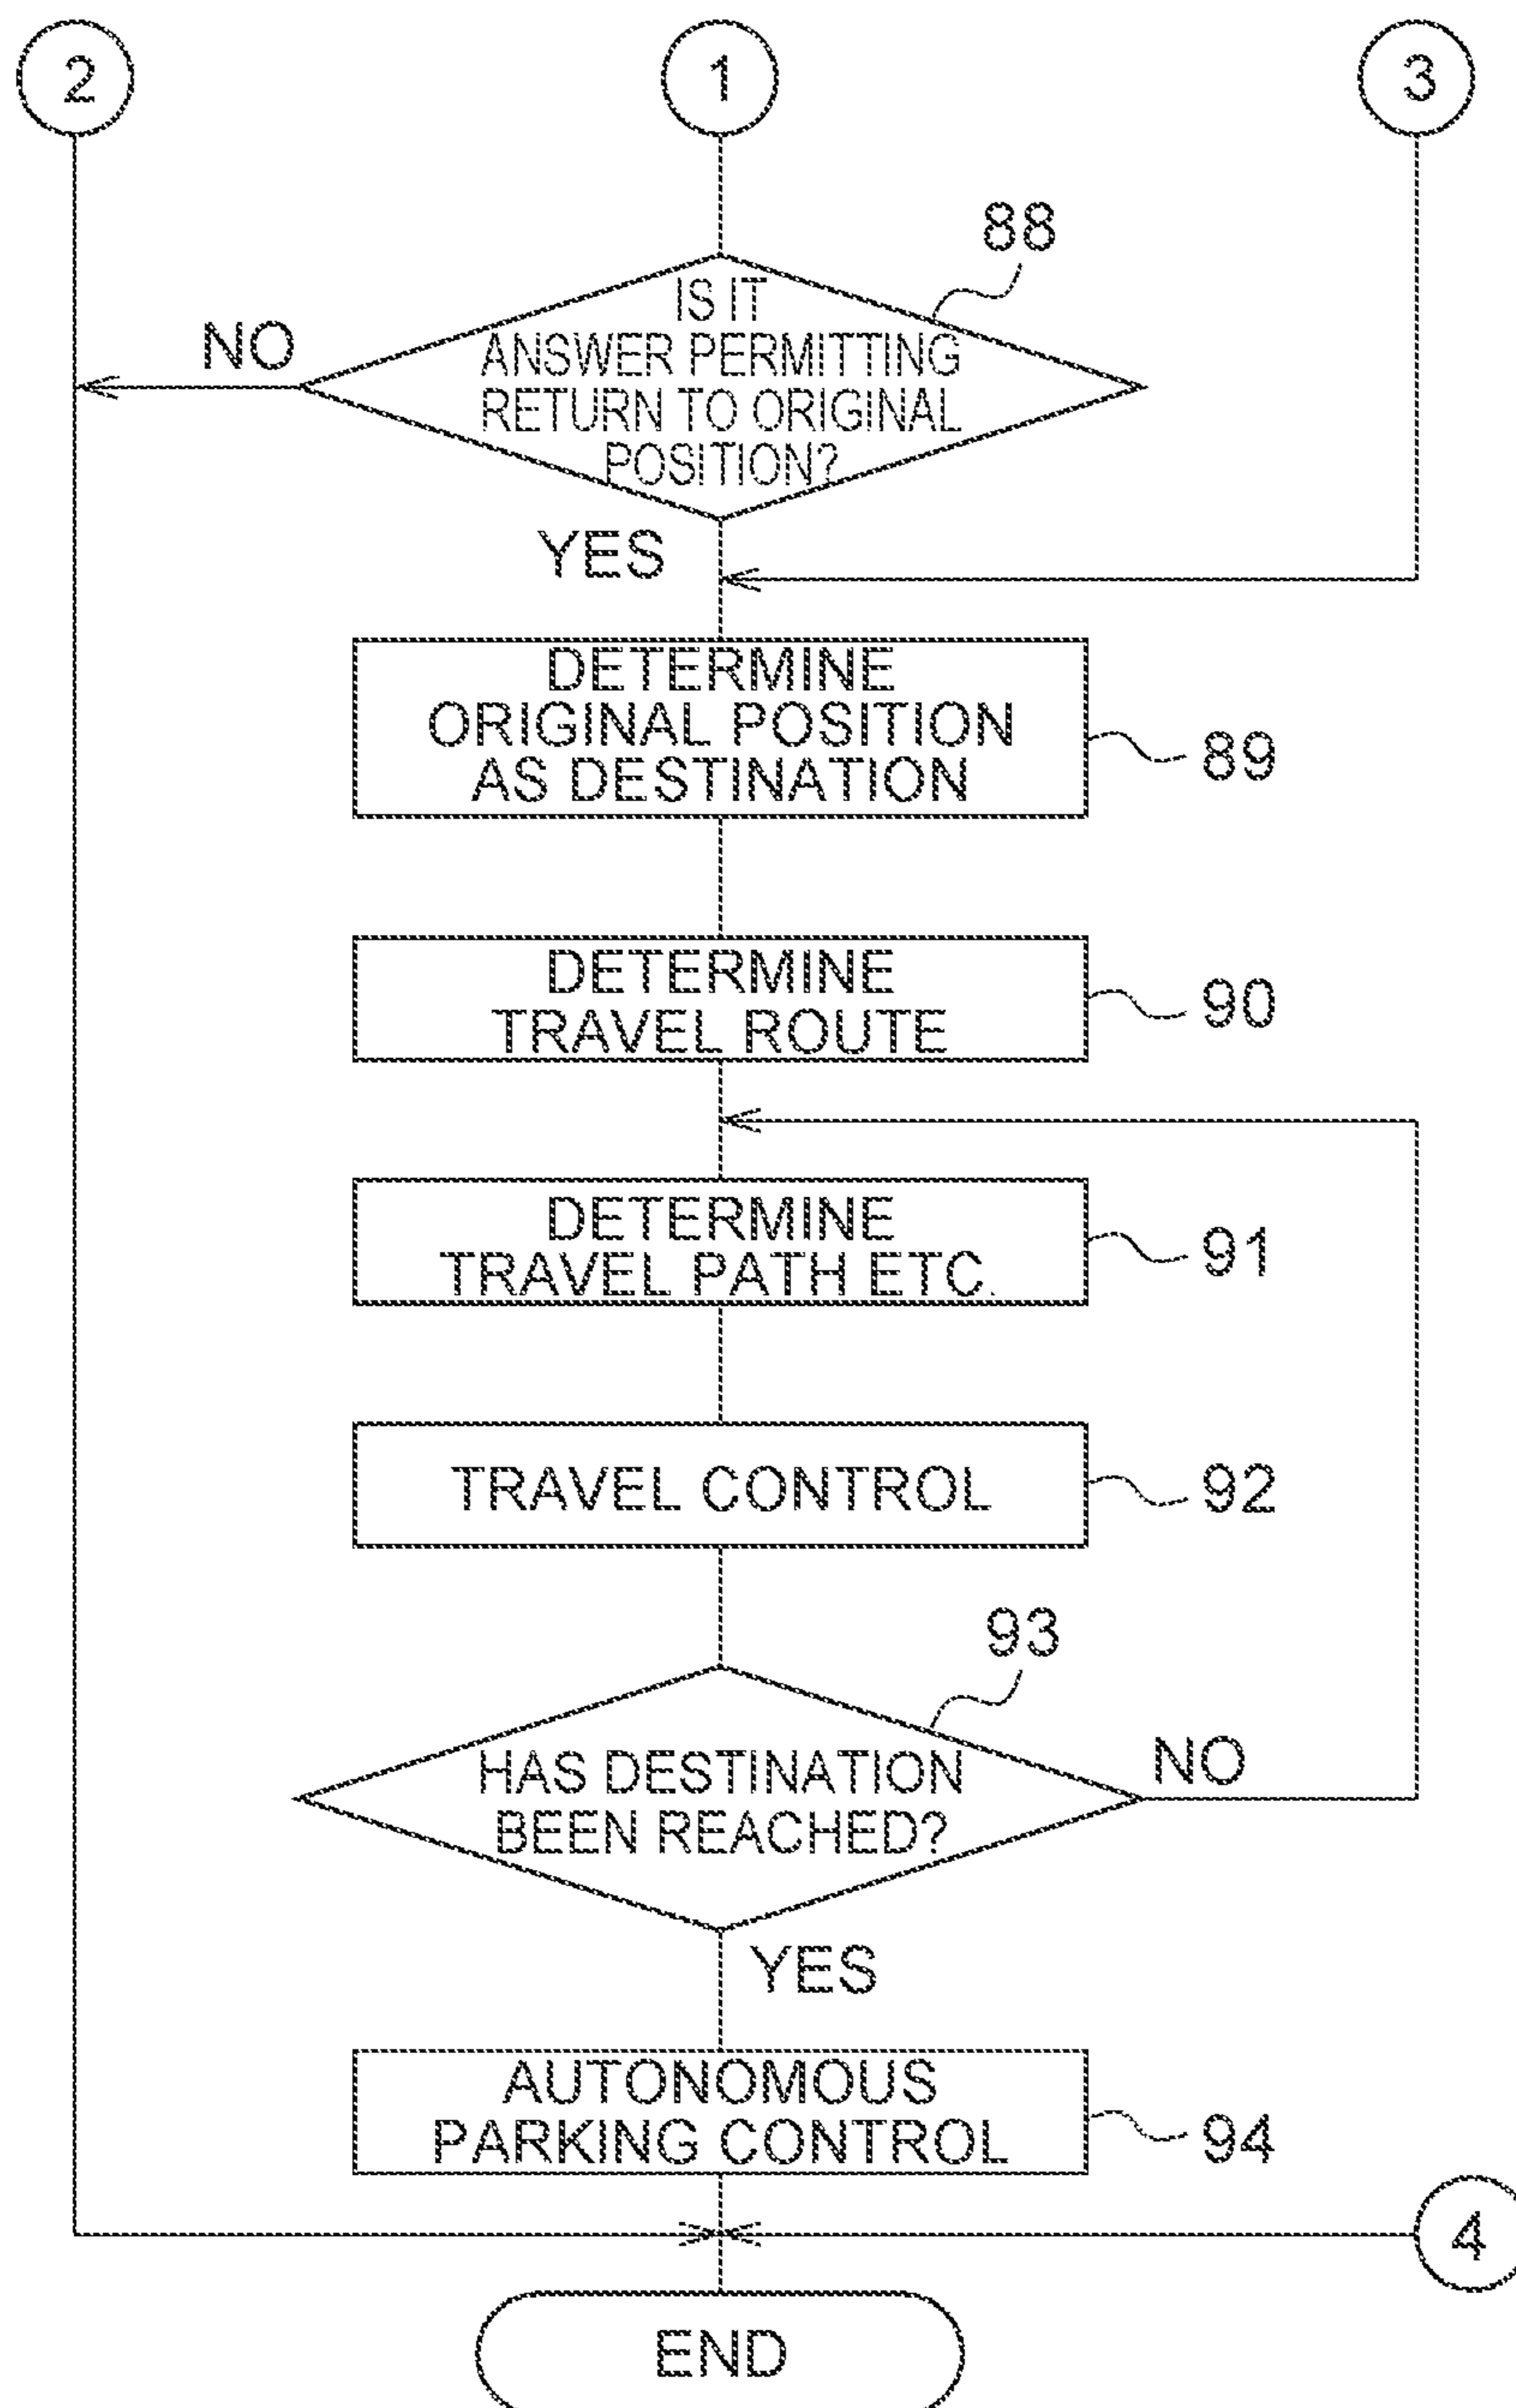 2
1
3
88
IS IT
ANSWER PERMITTING
RETURN TO ORIGINAL
POSITION?
NO
YES
DETERMINE
ORIGINAL POSITION
AS DESTINATION
89
DETERMINE
TRAVEL ROUTE
90
DETERMINE
TRAVEL PATH ETC.
91
TRAVEL CONTROL
92
93
HAS DESTINATION
BEEN REACHED?
NO
YES
AUTONOMOUS
PARKING CONTROL
94
4
END